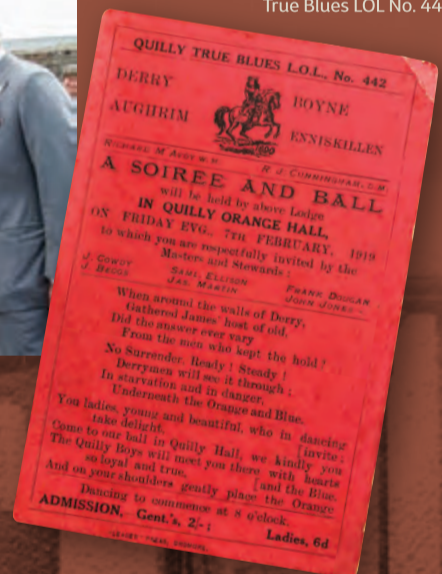 True Blues LOL No. 44
QUILLY TRUE BLUES L.O.L., No. 442
DERRY BOYNE
AUGHRIM ENNISKILLEN
RICHARD M W.M. R. J. CUNNINGHAM, D.M.
A SOIREE AND BALL
will be held by above Lodge
IN QUILLY ORANGE HALL,
ON FRIDAY EVG., 7TH FEBRUARY, 1919
to which you are respectfully invited by the
Masters and Stewards :
J. COWDY SAML. ELLISON FRANK
J. BAGGS JAS. MARTIN JOHN JONES
When around the walls of Derry,
Gathered James' host of old,
Did the answer ever vary
From the men who kept the hold !
No Surrender, Ready ! Steady !
Derrymen will see it through ;
In starvation and in danger,
Underneath the Orange and Blue.
You ladies, young and beautiful, who in dancing
take delight, [invite :
Come to our ball in Quilly Hall, we kindly you
The Quilly Boys will meet you there with hearts
so loyal and true, [and the Blue.
And on your shoulders gently place the Orange
Dancing to commence at 8 o'clock.
ADMISSION, Gent.'s, 2/- ; Ladies, 6d